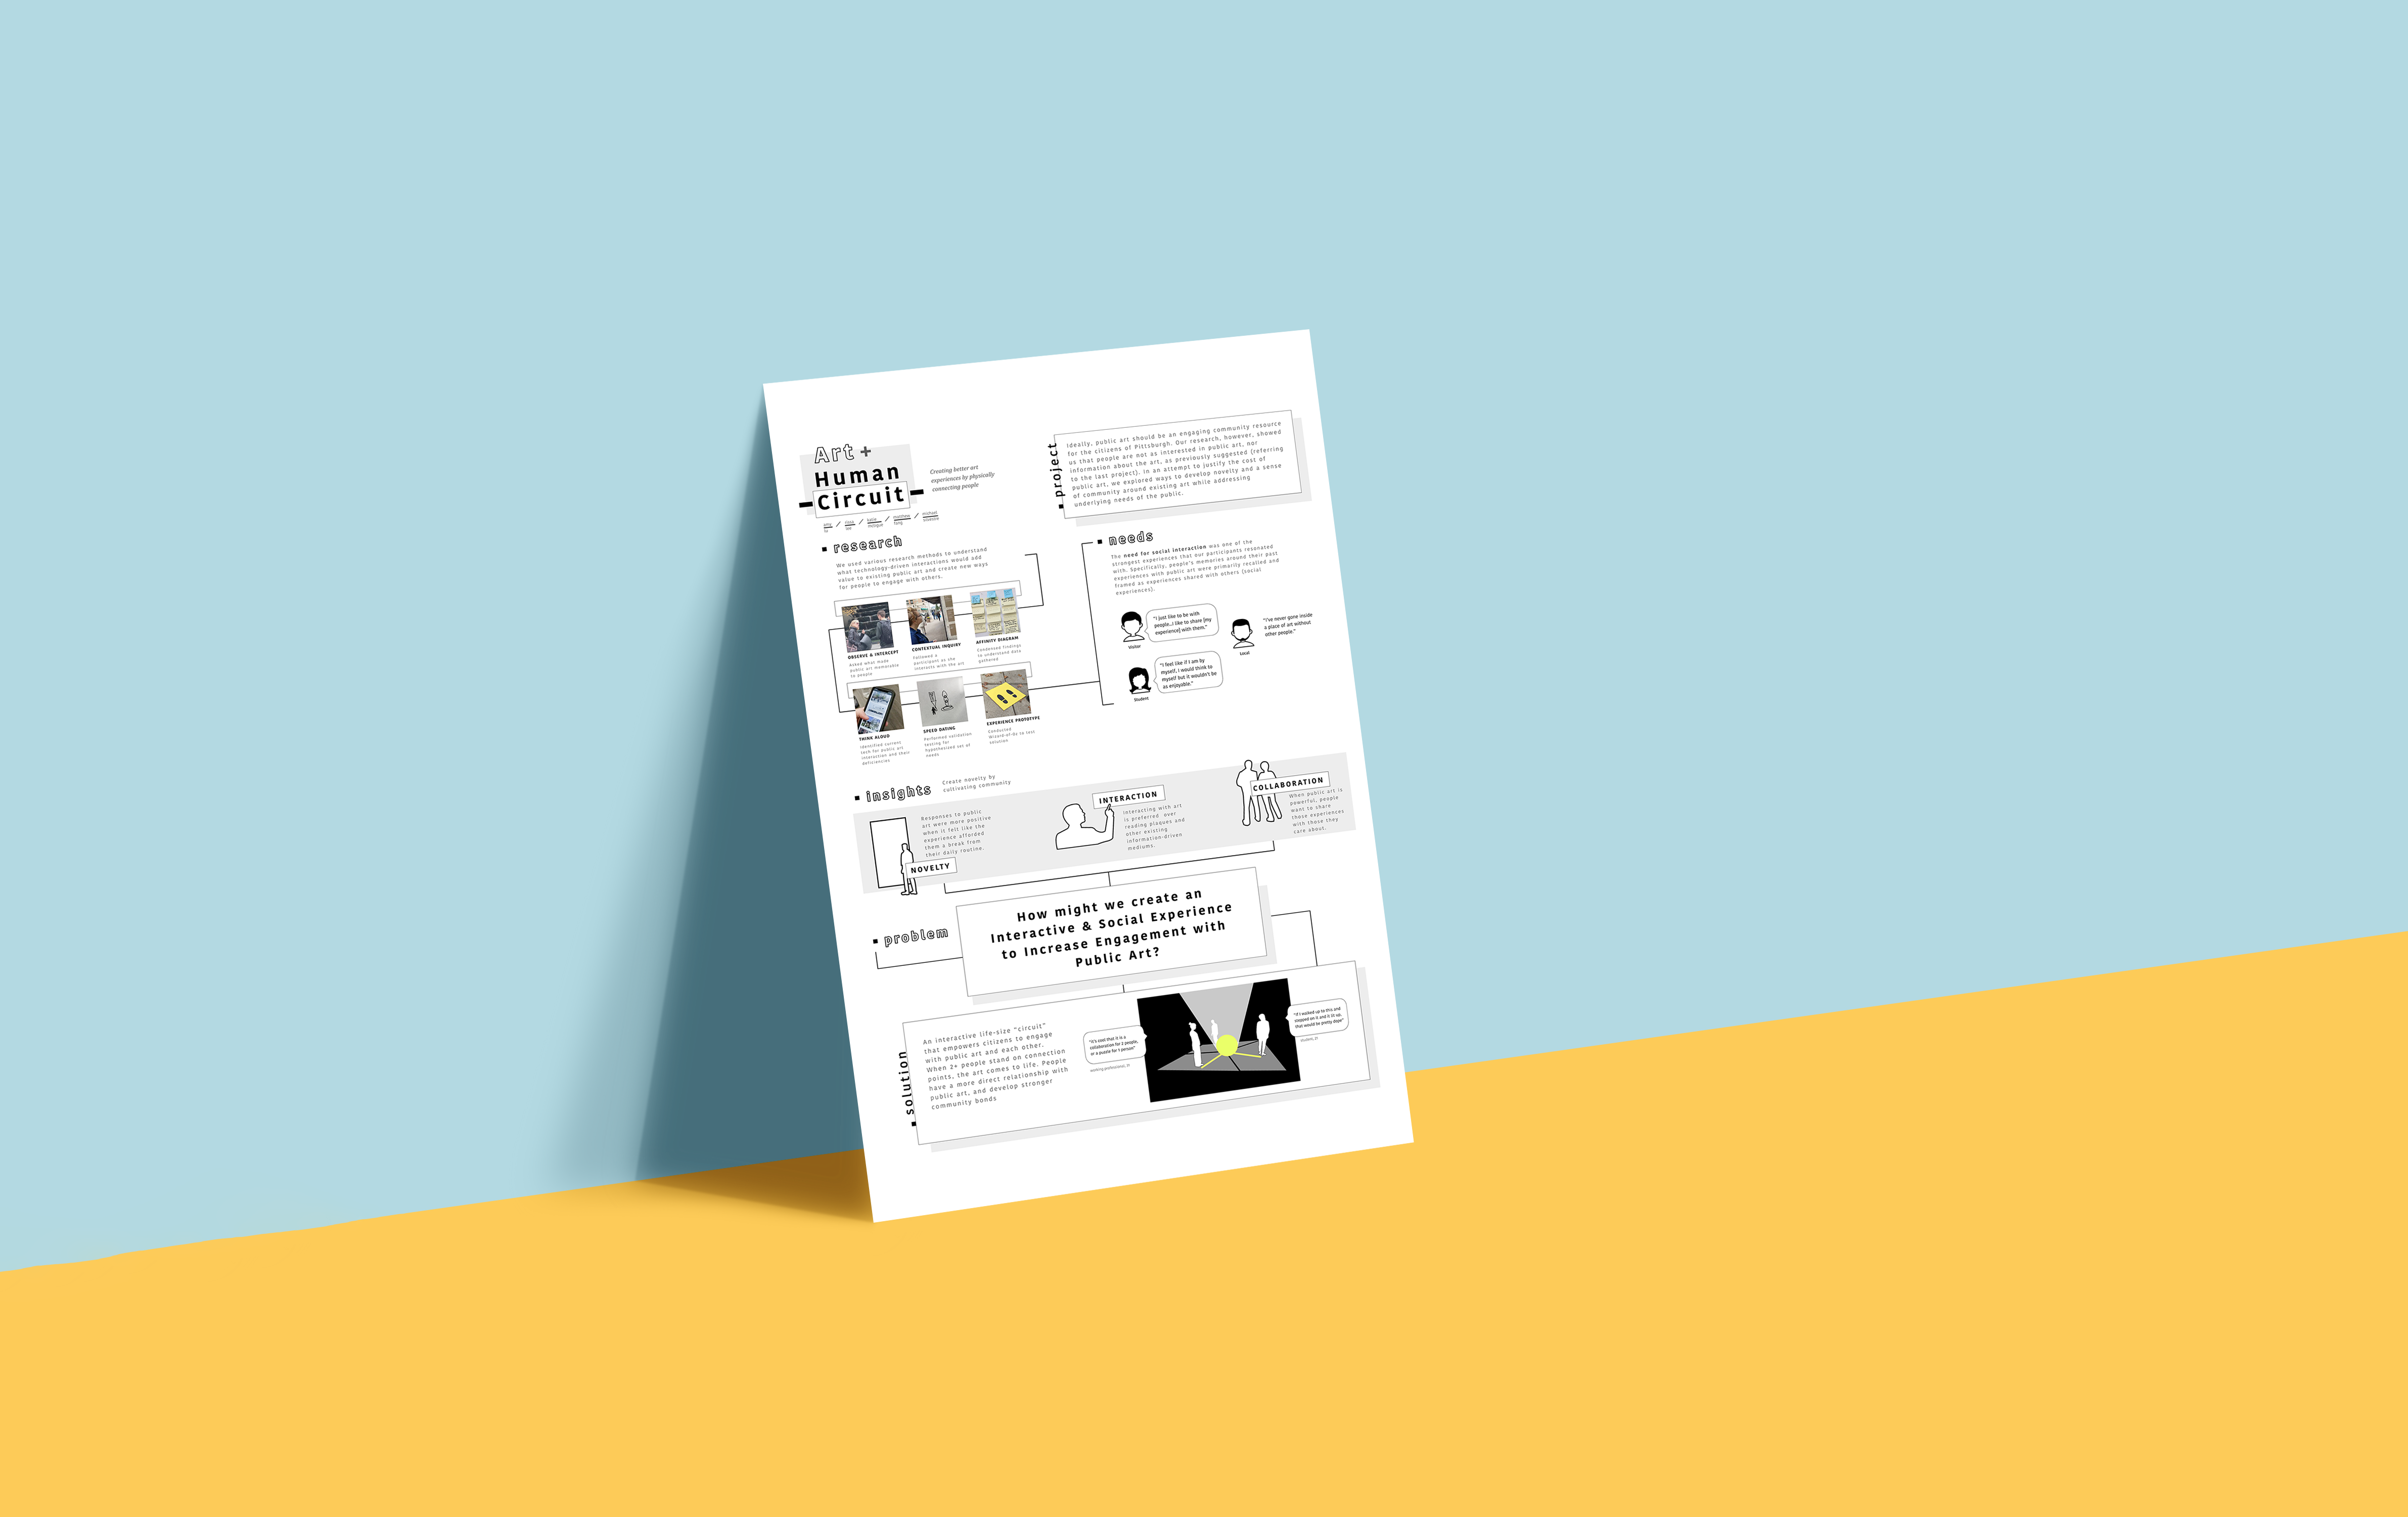 Art +
Human
Circuit
Creating better art
experiences by physically
connecting people
project
Ideally, public art should be an engaging community resource
for the citizens of Pittsburgh. Our research, however, showed
us that people are not as interested in public art, nor
information about the art, as previously suggested (referring
to the last project). In an attempt to justify the cost of
public art, we explored ways to develop novelty and a sense
of community around existing art while addressing
underlying needs of the public.
research
We used various research methods to understand
what technology-driven interactions would add
value to existing public art and create new ways
for people to engage with others.
OBSERVE & INTERCEPT
Asked what made
public art memorable
to people
CONTEXTUAL INQUIRY
Followed a
participant as she
interacts with the art
AFFINITY DIAGRAM
Condensed findings
to understand data
gathered
THINK ALOUD
Identified current
tech for public art
interaction and their
deficiencies
SPEED DATING
Performed validation
testing for
hypothesized set of
needs
EXPERIENCE PROTOTYPE
Conducted
Wizard-of-Oz to test
solution
needs
The need for social interaction was one of the
strongest experiences that our participants resonated
with. Specifically, people's memories around their past
experiences with public art were primarily recalled and
framed as experiences shared with others (social
experiences).
"I just like to be with
people...I like to share [my
experience] with them."
Visitor
"I've never gone inside
a place of art without
other people."
Local
"I feel like if I am by
myself, I would think to
myself but it wouldn't be
as enjoyable."
Student
insights
Create novelty by
cultivating community
Responses to public
art were more positive
when it felt like the
experience afforded
them a break from
their daily routine.
NOVELTY
INTERACTION
Interacting with art
is preferred over
reading plaques and
other existing
information-driven
mediums.
COLLABORATION
When public art is
powerful, people
want to share
those experiences
with those they
care about.
problem
How might we create an
Interactive & Social Experience
to Increase Engagement with
Public Art?
solution
An interactive life-size "circuit"
that empowers citizens to engage
with public art and each other.
When 2+ people stand on connection
points, the art comes to life. People
have a more direct relationship with
public art, and develop stronger
community bonds
"It's cool that it is a
collaboration for 2 people,
or a puzzle for 1 person"
"If I walked up to this and
stepped on it and it lit up,
that would be pretty dope"